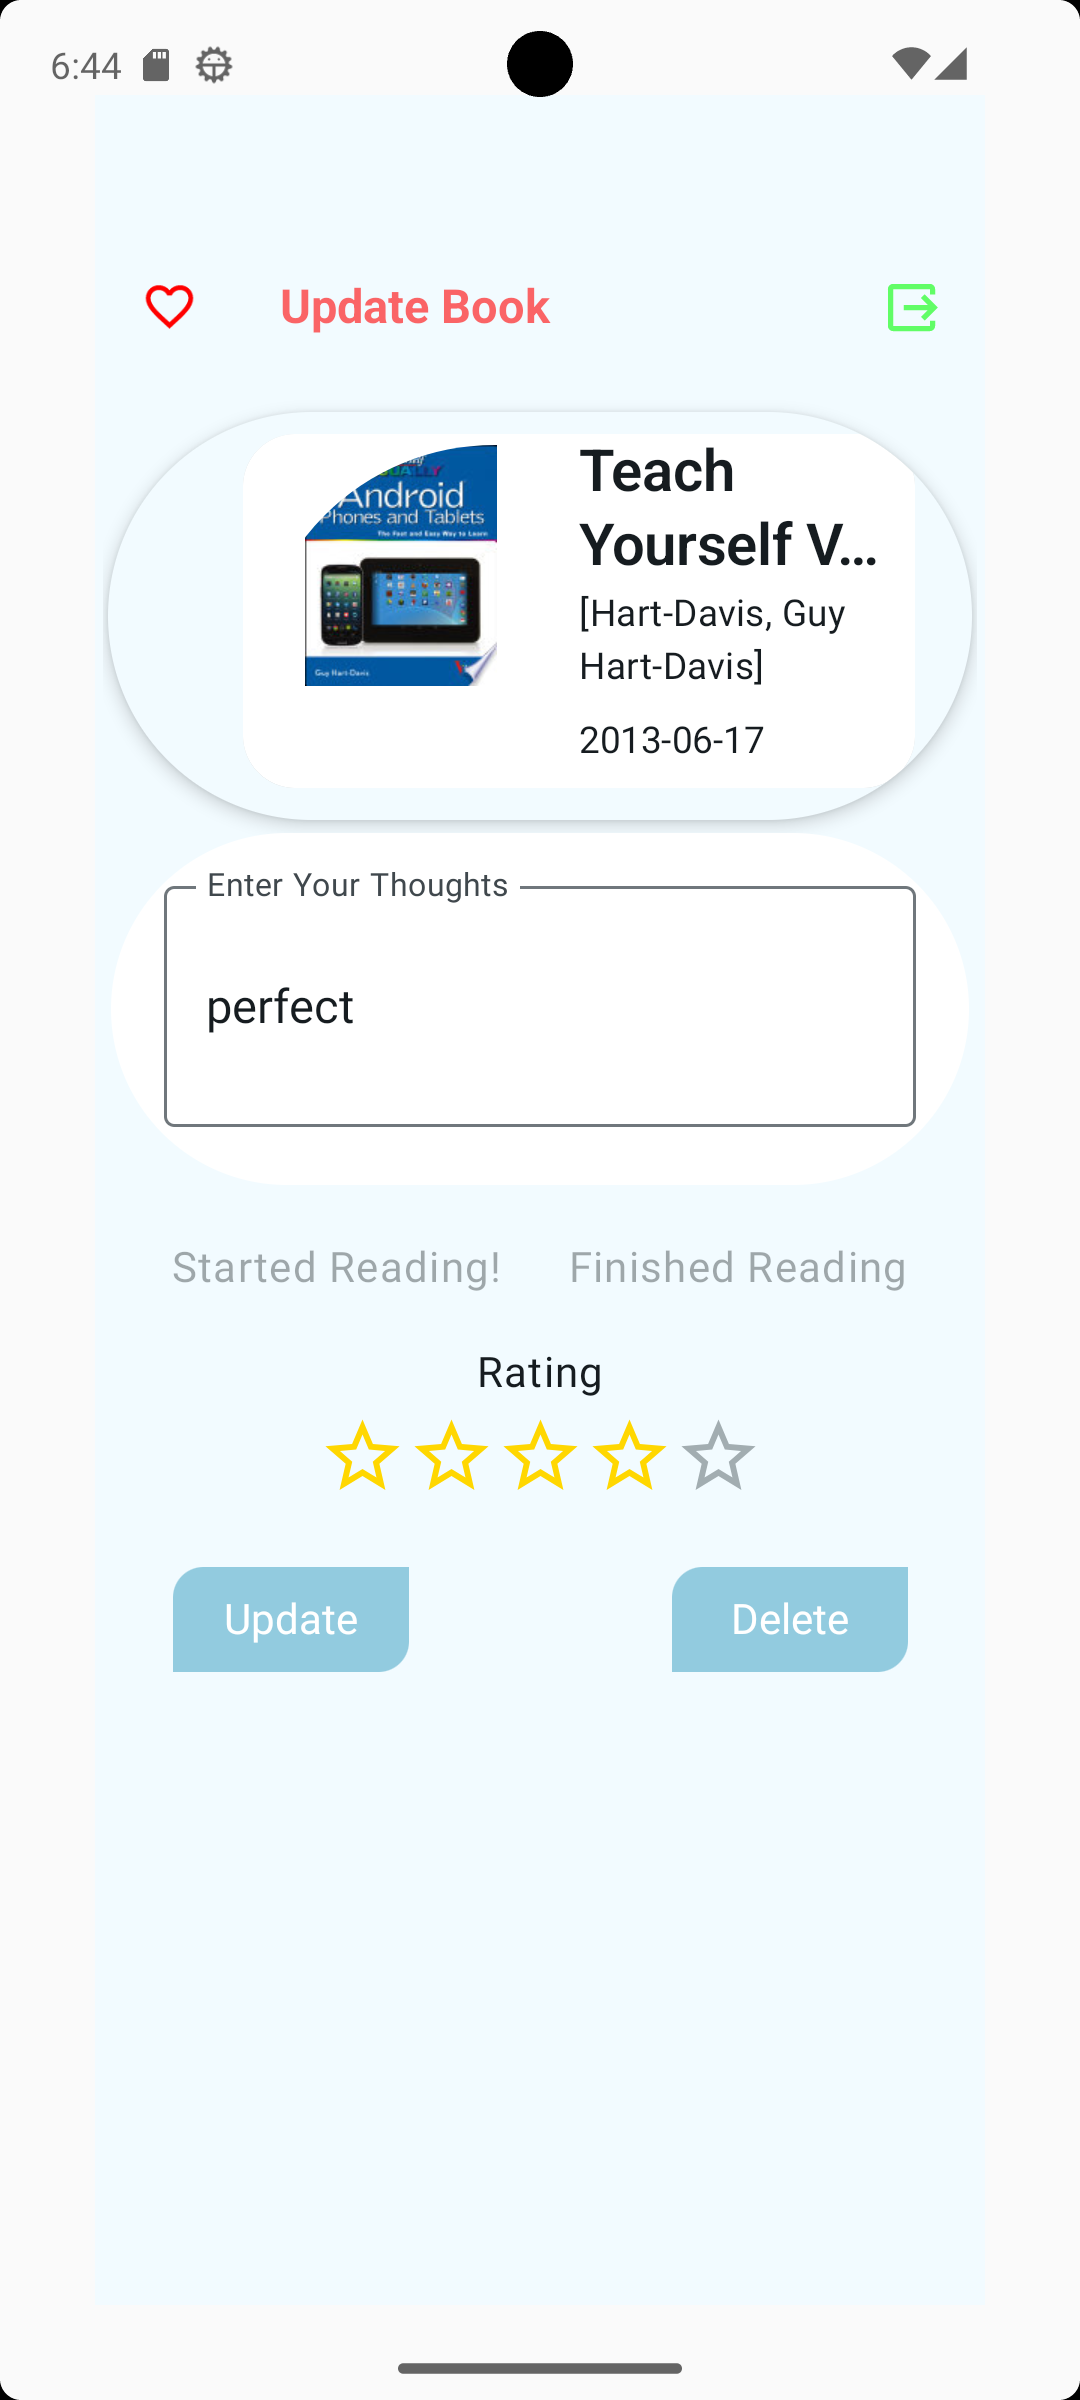 6:44
Update Book
Android
Phones and Tablets
The Fast and Easy Way to Learn
Guy Hart-Davis
Teach
Yourself V...
[Hart-Davis, Guy
Hart-Davis]
2013-06-17
Enter Your Thoughts
perfect
Started Reading!
Finished Reading
Rating
Update
Delete